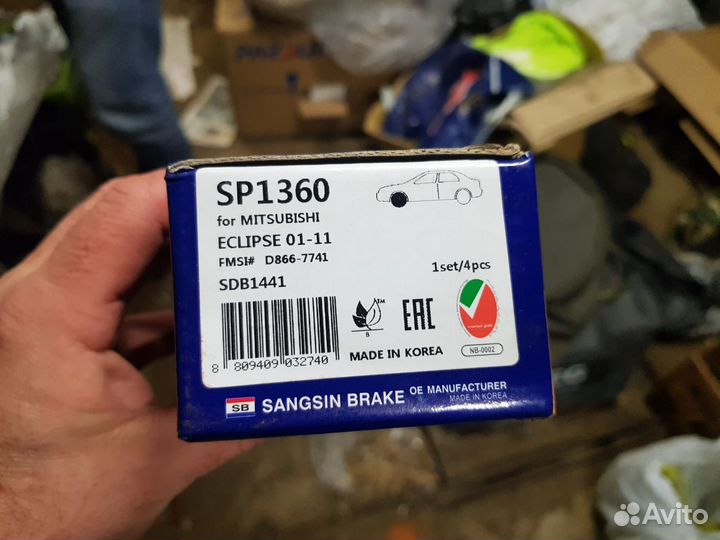 SP1360
for MITSUBISHI
ECLIPSE 01-11
FMSI# D866-7741
1set/4pcs
SDB1441
8 809409 032740
B
TM
EAC
MADE IN KOREA
NB-0002
SB SANGSIN BRAKE OE MANUFACTURER
MADE IN KOREA
Avito